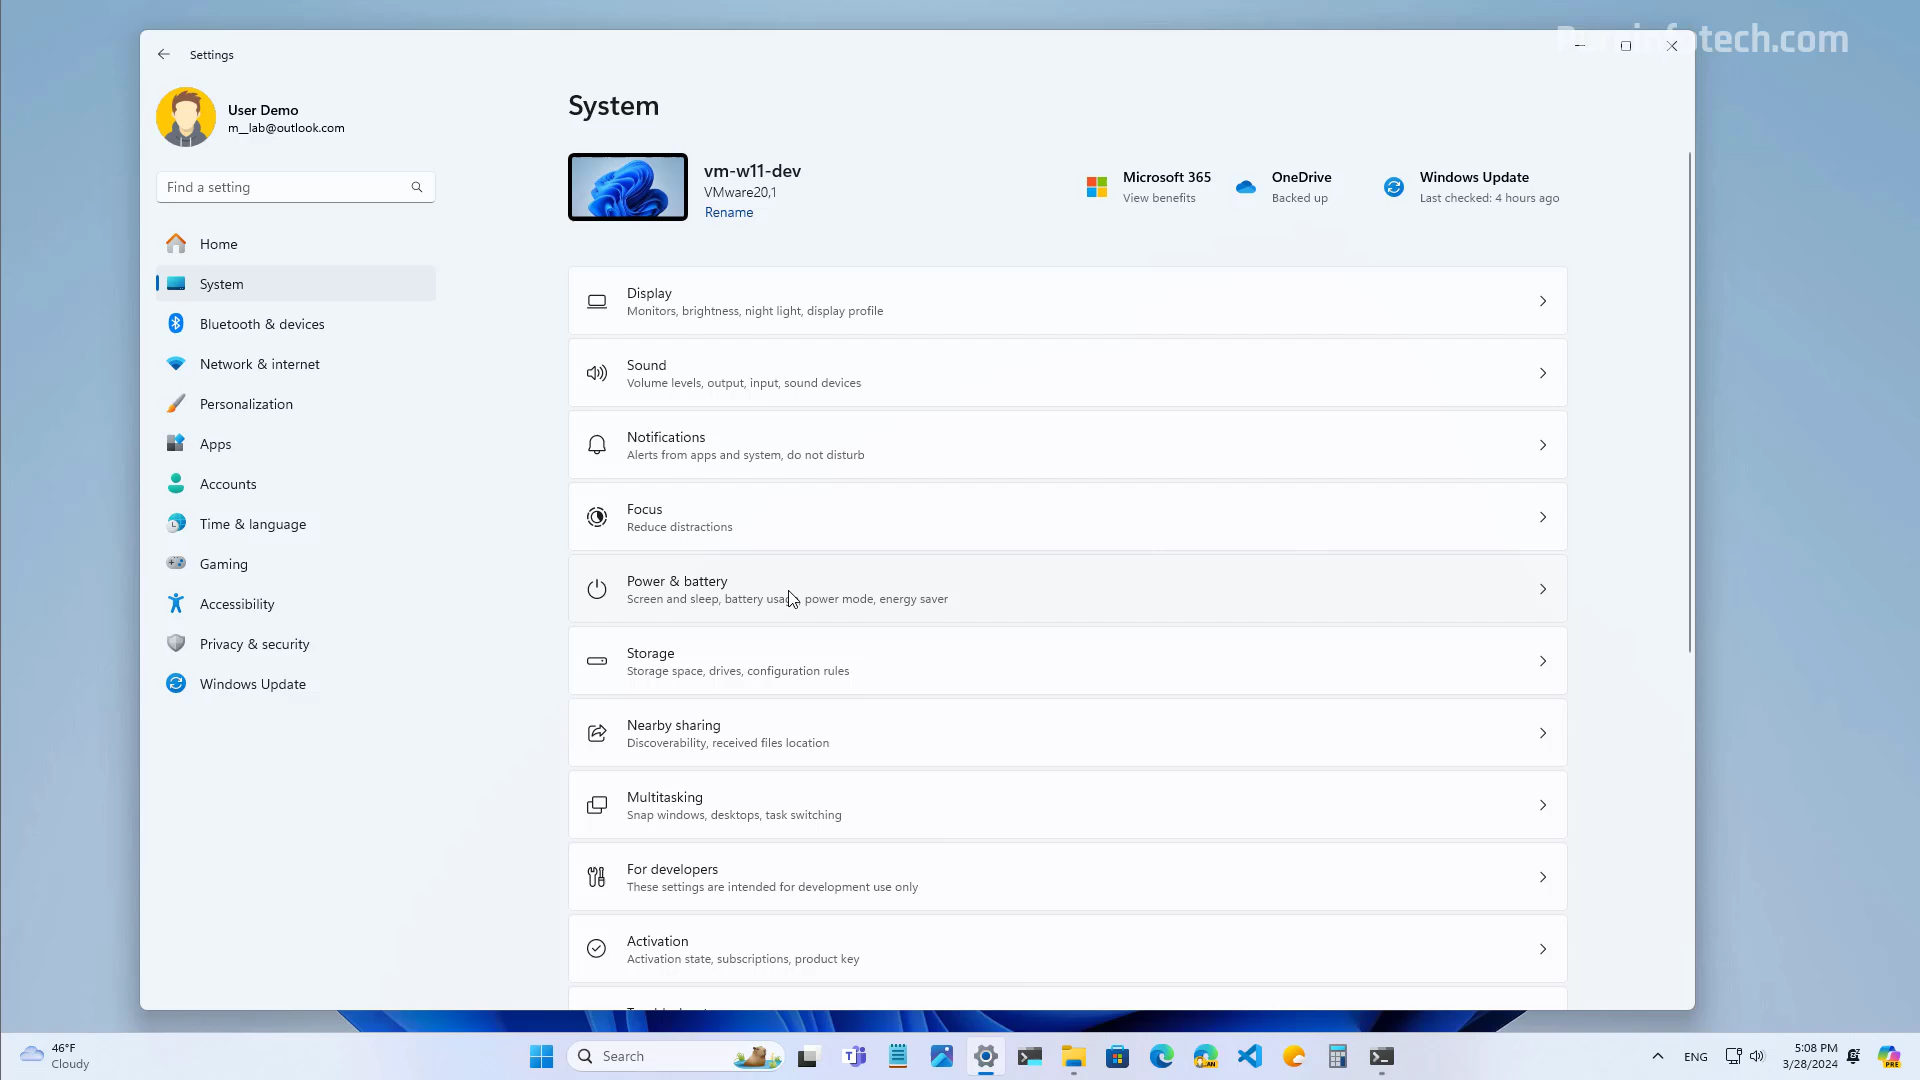 Settings
User Demo
m__lab@outlook.com
Find a setting
Home
System
Bluetooth & devices
Network & internet
Personalization
Apps
Accounts
Time & language
Gaming
Accessibility
Privacy & security
Windows Update
System
vm-w11-dev
VMware20,1
Rename
Microsoft 365
View benefits
OneDrive
Backed up
Windows Update
Last checked: 4 hours ago
Display
Monitors, brightness, night light, display profile
Sound
Volume levels, output, input, sound devices
Notifications
Alerts from apps and system, do not disturb
Focus
Reduce distractions
Power & battery
Screen and sleep, battery usage, power mode, energy saver
Storage
Storage space, drives, configuration rules
Nearby sharing
Discoverability, received files location
Multitasking
Snap windows, desktops, task switching
For developers
These settings are intended for development use only
Activation
Activation state, subscriptions, product key
46°F
Cloudy
Search
ENG
5:08 PM
3/28/2024
PRE